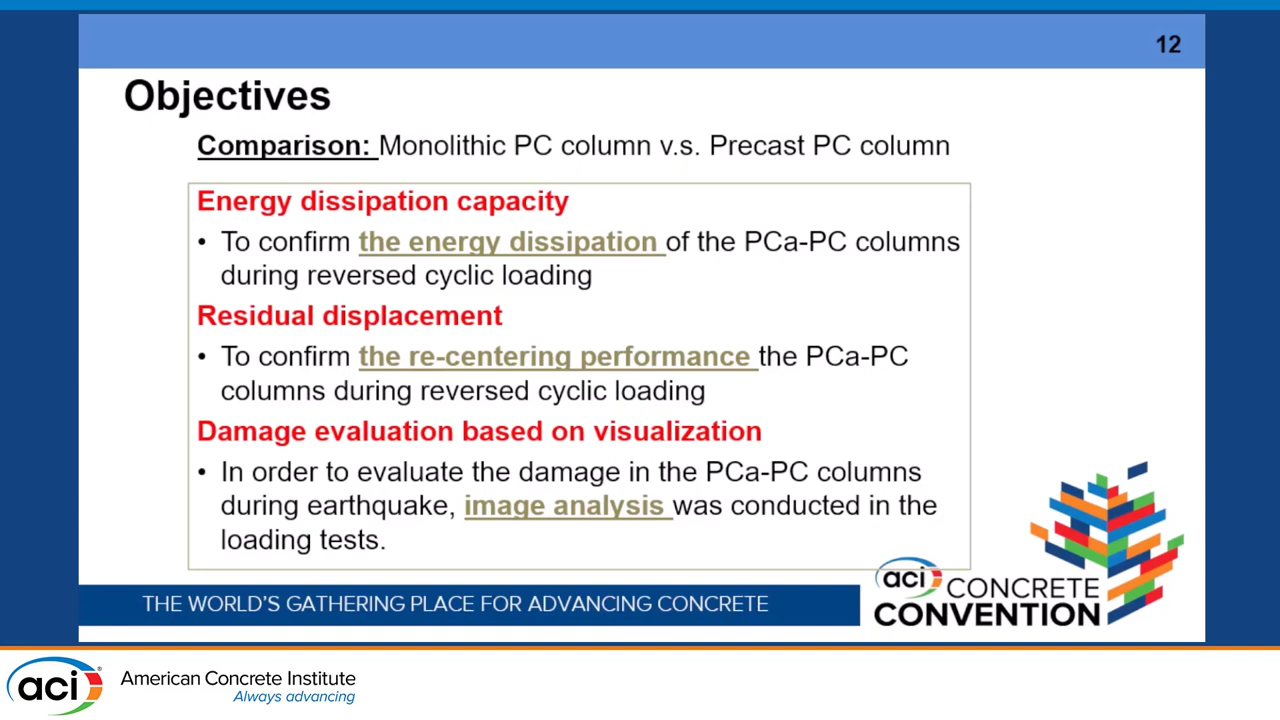 12
Objectives
Comparison: Monolithic PC column v.s. Precast PC column
Energy dissipation capacity
• To confirm the energy dissipation of the PCa-PC columns
during reversed cyclic loading
Residual displacement
• To confirm the re-centering performance the PCa-PC
columns during reversed cyclic loading
Damage evaluation based on visualization
• In order to evaluate the damage in the PCa-PC columns
during earthquake, image analysis was conducted in the
loading tests.
THE WORLD'S GATHERING PLACE FOR ADVANCING CONCRETE
aci CONCRETE
CONVENTION
aci®
American Concrete Institute
Always advancing